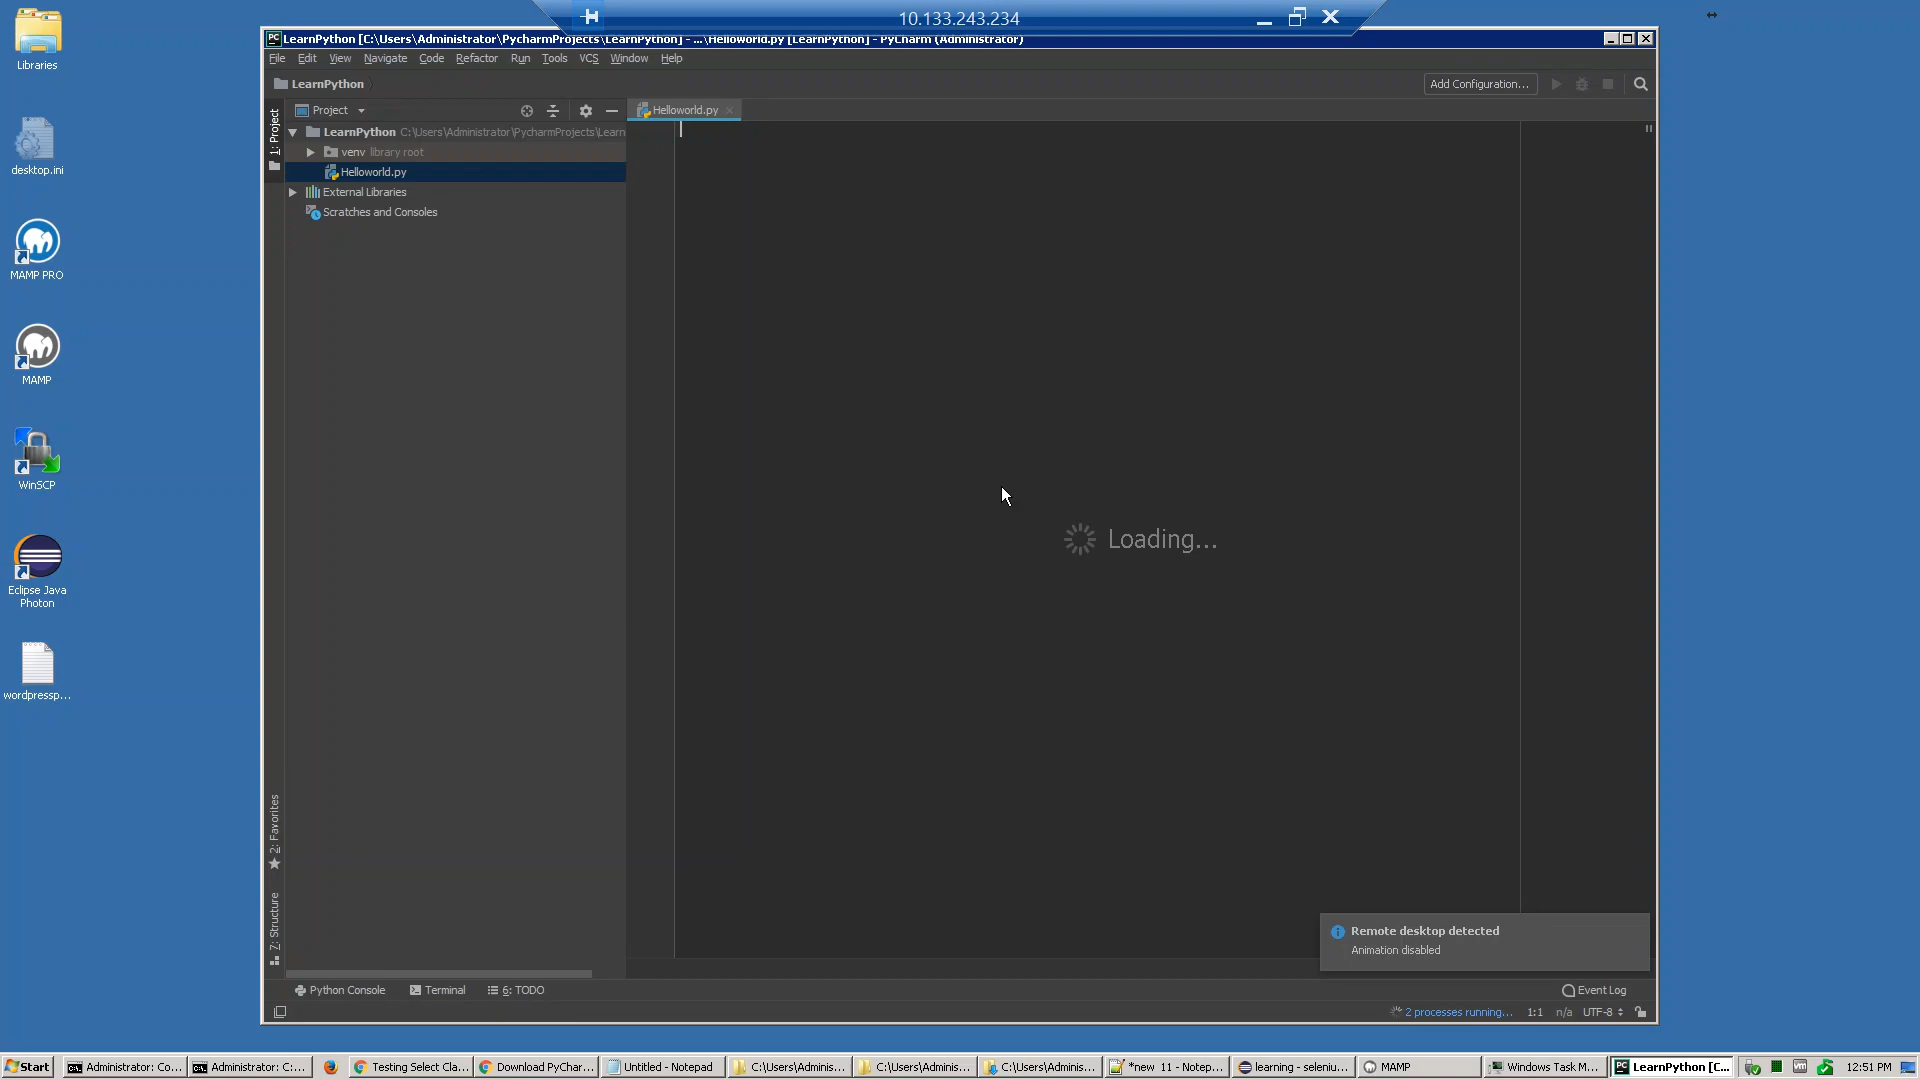 10.133.243.234
LearnPython [C:\Users\Administrator\PycharmProjects\LearnPython] - ...\Helloworld.py [LearnPython] - PyCharm (Administrator)
File Edit View Navigate Code Refactor Run Tools VCS Window Help
LearnPython
Add Configuration...
1: Project
Project
Helloworld.py
LearnPython C:\Users\Administrator\PycharmProjects\Learn
venv library root
Helloworld.py
External Libraries
Scratches and Consoles
Loading...
2: Favorites
7: Structure
Remote desktop detected
Animation disabled
Python Console
Terminal
6: TODO
Event Log
2 processes running...
1:1
n/a
UTF-8
Libraries
desktop.ini
MAMP PRO
MAMP
WinSCP
Eclipse Java
Photon
wordpressp...
Start
Administrator: Co...
Administrator: C:...
Testing Select Cla...
Download PyChar...
Untitled - Notepad
C:\Users\Adminis...
C:\Users\Adminis...
C:\Users\Adminis...
*new 11 - Notep...
learning - seleniu...
MAMP
Windows Task M...
LearnPython [C...
12:51 PM